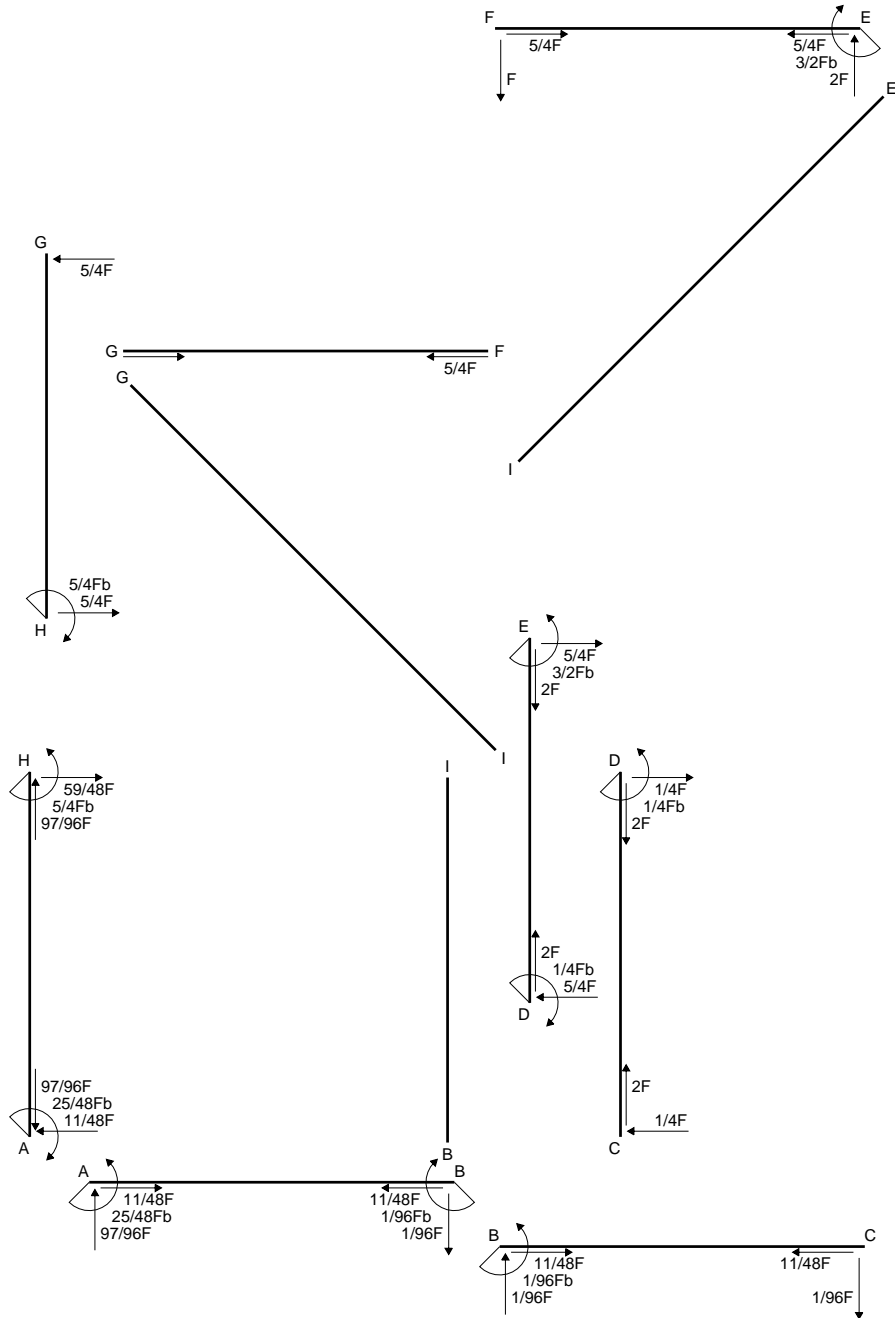 F
E
5/4F
5/4F
3/2Fb
F
2F
E
I
G
5/4F
G
F
5/4F
G
I
5/4Fb
5/4F
H
E
5/4F
3/2Fb
2F
2F
1/4Fb
5/4F
D
H
59/48F
5/4Fb
97/96F
97/96F
25/48Fb
11/48F
A
I
B
D
1/4F
1/4Fb
2F
2F
1/4F
C
A
B
11/48F
25/48Fb
97/96F
11/48F
1/96Fb
1/96F
B
C
11/48F
1/96Fb
1/96F
11/48F
1/96F